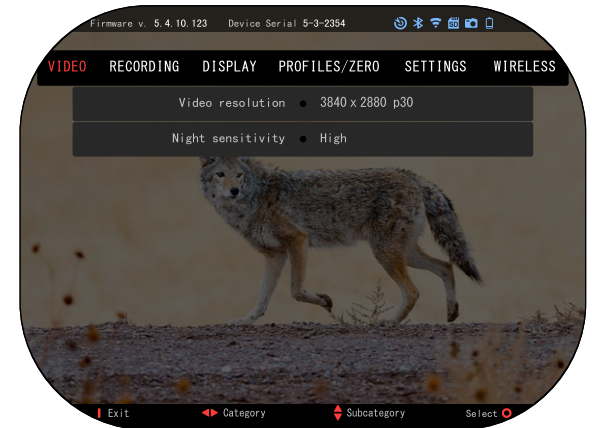 Firmware v. 5.4.10.123 Device Serial 5-3-2354 SD
VIDEO RECORDING DISPLAY PROFILES/ZERO SETTINGS WIRELESS
Video resolution ● 3840 x 2880 p30
Night sensitivity ● High
Exit Category Subcategory Select